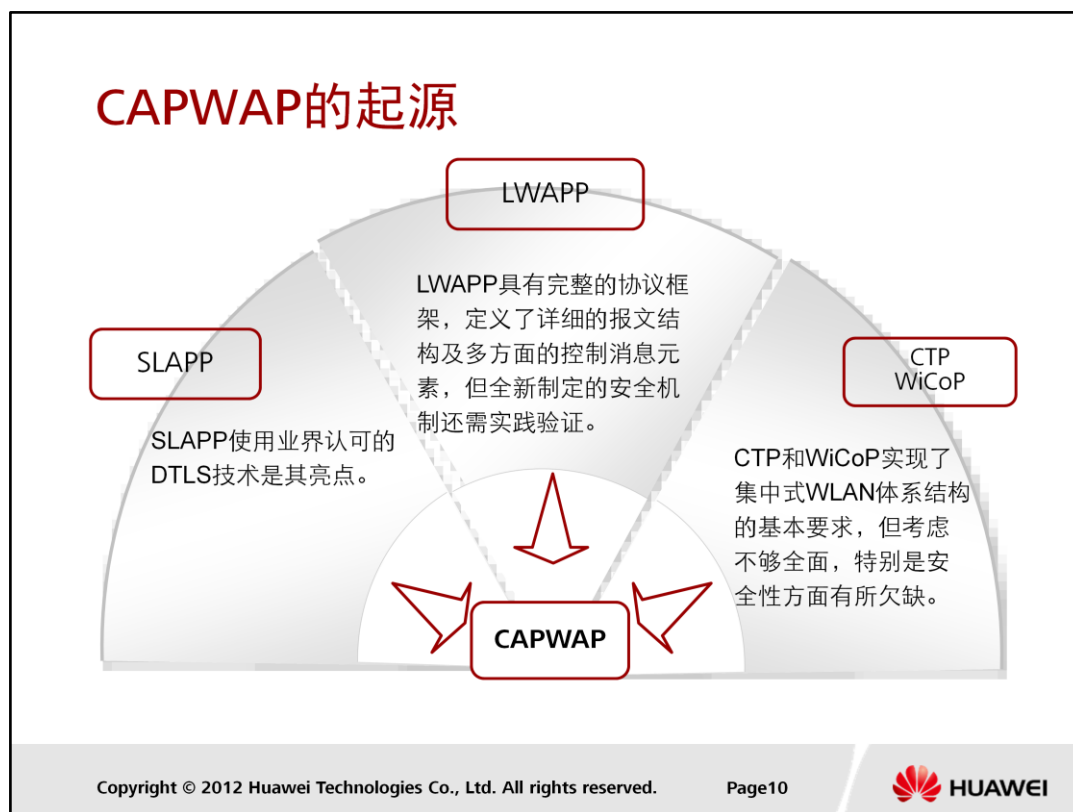 CAPWAP的起源
LWAPP
LWAPP具有完整的协议框
架，定义了详细的报文结
构及多方面的控制消息元
素，但全新制定的安全机
制还需实践验证。
SLAPP
SLAPP使用业界认可的
DTLS技术是其亮点。
CTP
WiCoP
CTP和WiCoP实现了
集中式WLAN体系结构
的基本要求，但考虑
不够全面，特别是安
全性方面有所欠缺。
CAPWAP
Copyright © 2012 Huawei Technologies Co., Ltd. All rights reserved.
Page10
HUAWEI